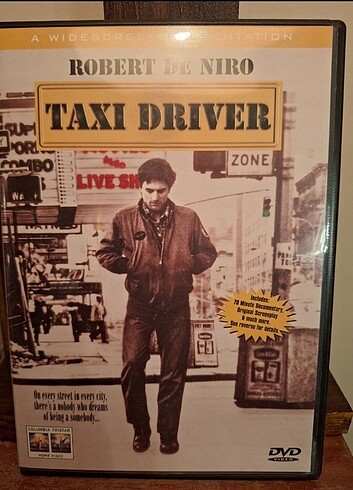 A WIDESCREEN PRESENTATION
ROBERT DE NIRO
TAXI DRIVER
ZONE
COMBO
LIVE SH
Includes:
70 Minute Documentary,
Original Screenplay
& much more.
See reverse for details.
On every street in every city,
there's a nobody who dreams
of being a somebody...
COLUMBIA TRISTAR
HOME VIDEO
DVD
VIDEO